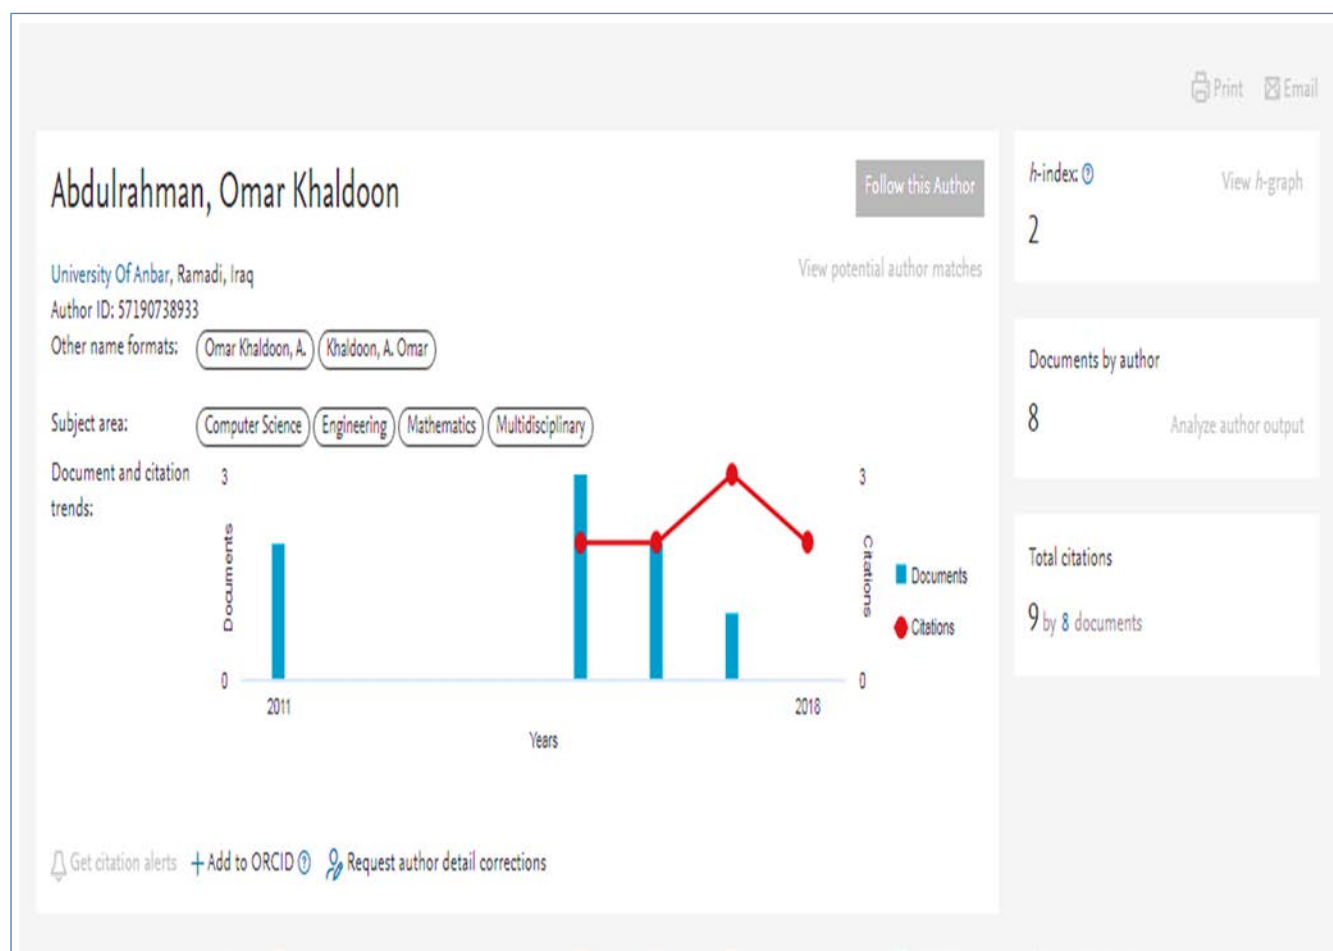 Print Email
Abdulrahman, Omar Khaldoon
Follow this Author
University Of Anbar, Ramadi, Iraq
View potential author matches
Author ID: 57190738933
Other name formats: Omar Khaldoon, A. Khaldoon, A. Omar
Subject area: Computer Science Engineering Mathematics Multidisciplinary
Document and citation
trends:
3
Documents
0
2011
2018
Years
3
Citations
0
Documents
Citations
Get citation alerts Add to ORCID Request author detail corrections
h-index:
View h-graph
2
Documents by author
8
Analyze author output
Total citations
9 by 8 documents